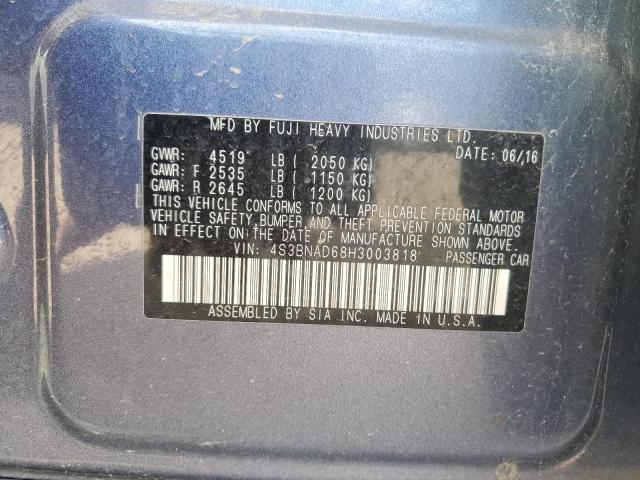 MFD BY FUJI HEAVY INDUSTRIES LTD.
GVWR: 4519 LB ( 2050 KG) DATE: 06/16
GAWR: F 2535 LB ( 1150 KG)
GAWR: R 2645 LB ( 1200 KG)
THIS VEHICLE CONFORMS TO ALL APPLICABLE FEDERAL MOTOR
VEHICLE SAFETY, BUMPER AND THEFT PREVENTION STANDARDS
IN EFFECT ON THE DATE OF MANUFACTURE SHOWN ABOVE.
VIN: 4S3BNAD68H3003818 PASSENGER CAR
ASSEMBLED BY SIA INC. MADE IN U.S.A.